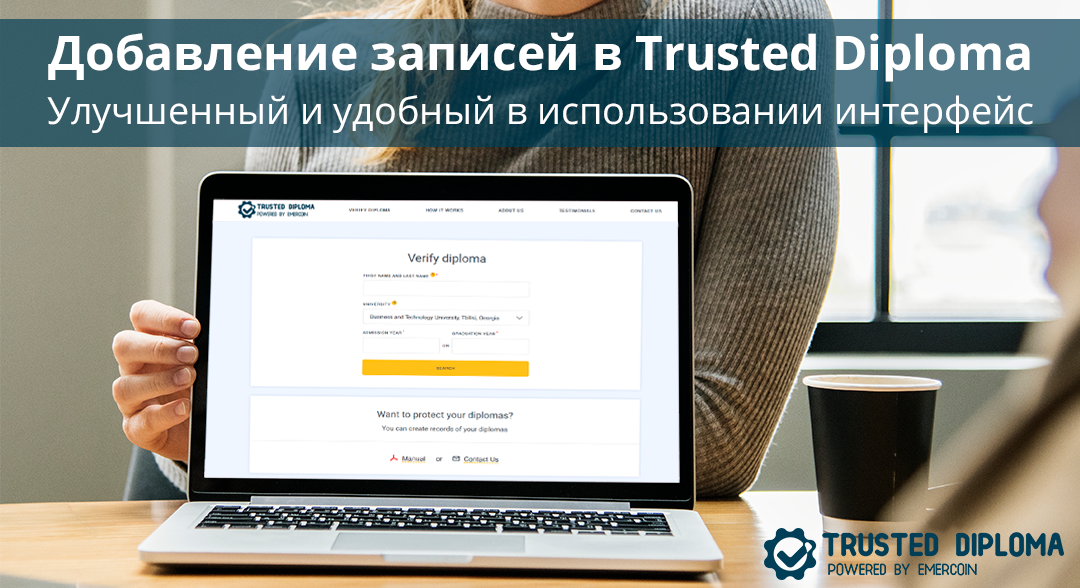 Добавление записей в Trusted Diploma
Улучшенный и удобный в использовании интерфейс
TRUSTED DIPLOMA
POWERED BY EMERCOIN
VERIFY DIPLOMA HOW IT WORKS ABOUT US TESTIMONIALS CONTACT US
Verify diploma
FIRST NAME AND LAST NAME *
UNIVERSITY
Business and Technology University, Tbilisi, Georgia
ADMISSION YEAR * GRADUATION YEAR *
OR
SEARCH
Want to protect your diplomas?
You can create records of your diplomas
Manual or Contact Us
TRUSTED DIPLOMA
POWERED BY EMERCOIN